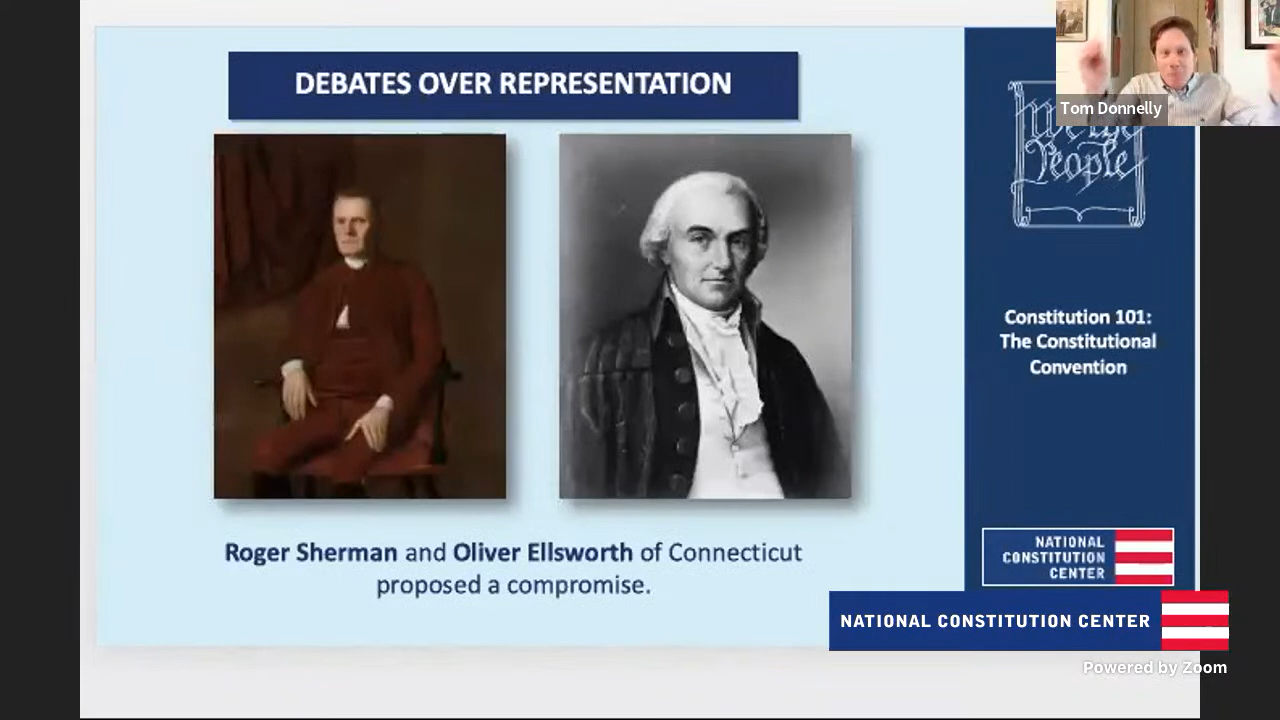 DEBATES OVER REPRESENTATION
Tom Donnelly
We the
People
Constitution 101:
The Constitutional
Convention
Roger Sherman and Oliver Ellsworth of Connecticut
proposed a compromise.
NATIONAL
CONSTITUTION
CENTER
NATIONAL CONSTITUTION CENTER
Powered by Zoom